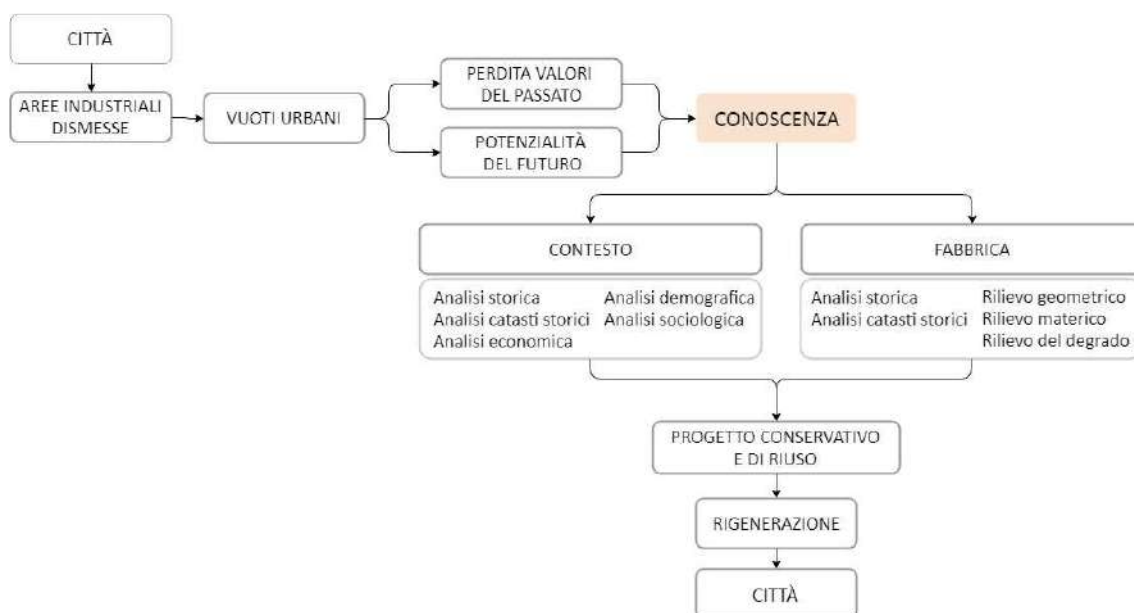 CITTÀ
AREE INDUSTRIALI
DISMESSE
VUOTI URBANI
PERDITA VALORI
DEL PASSATO
POTENZIALITÀ
DEL FUTURO
CONOSCENZA
CONTESTO
Analisi storica
Analisi catasti storici
Analisi economica
Analisi demografica
Analisi sociologica
FABBRICA
Analisi storica
Analisi catasti storici
Rilievo geometrico
Rilievo materico
Rilievo del degrado
PROGETTO CONSERVATIVO
E DI RIUSO
RIGENERAZIONE
CITTÀ